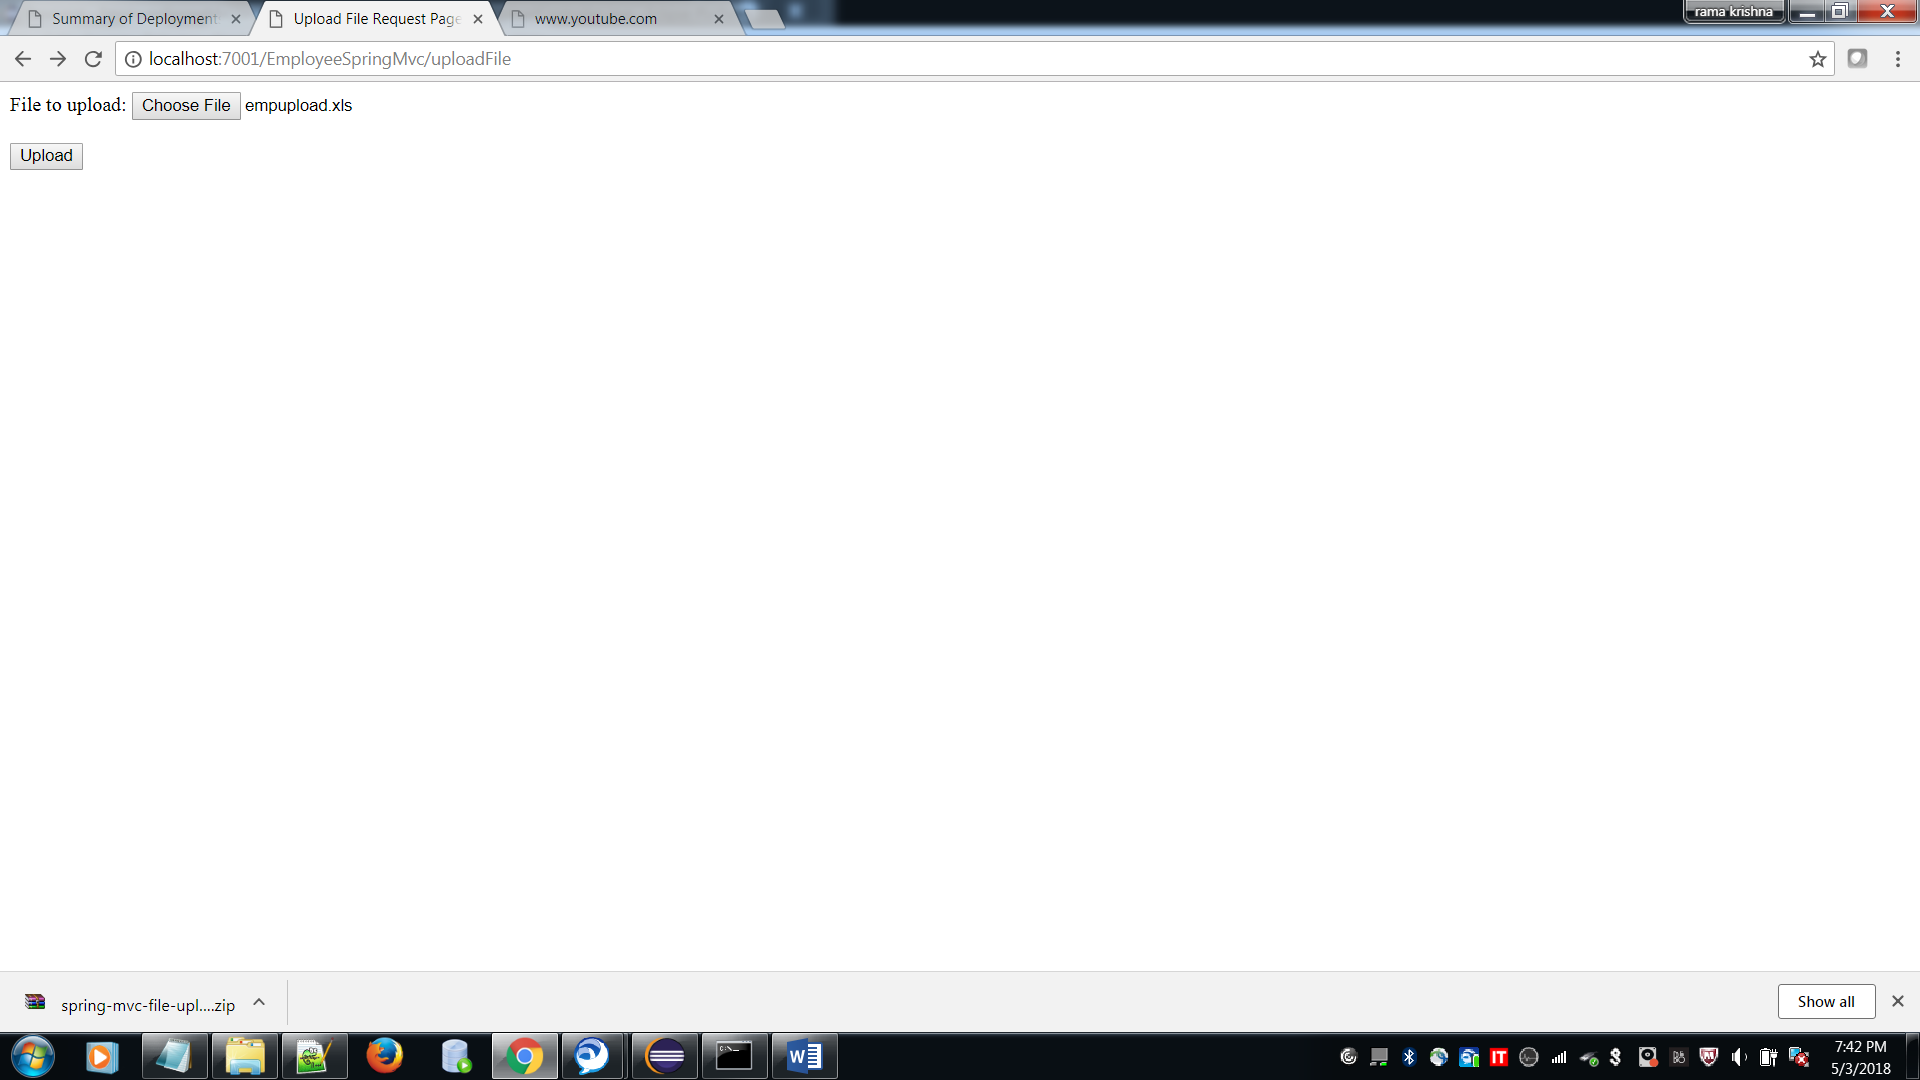 Summary of Deployment
Upload File Request Page
www.youtube.com
rama krishna
localhost:7001/EmployeeSpringMvc/uploadFile
File to upload: Choose File empupload.xls
Upload
spring-mvc-file-upl....zip
Show all
7:42 PM
5/3/2018